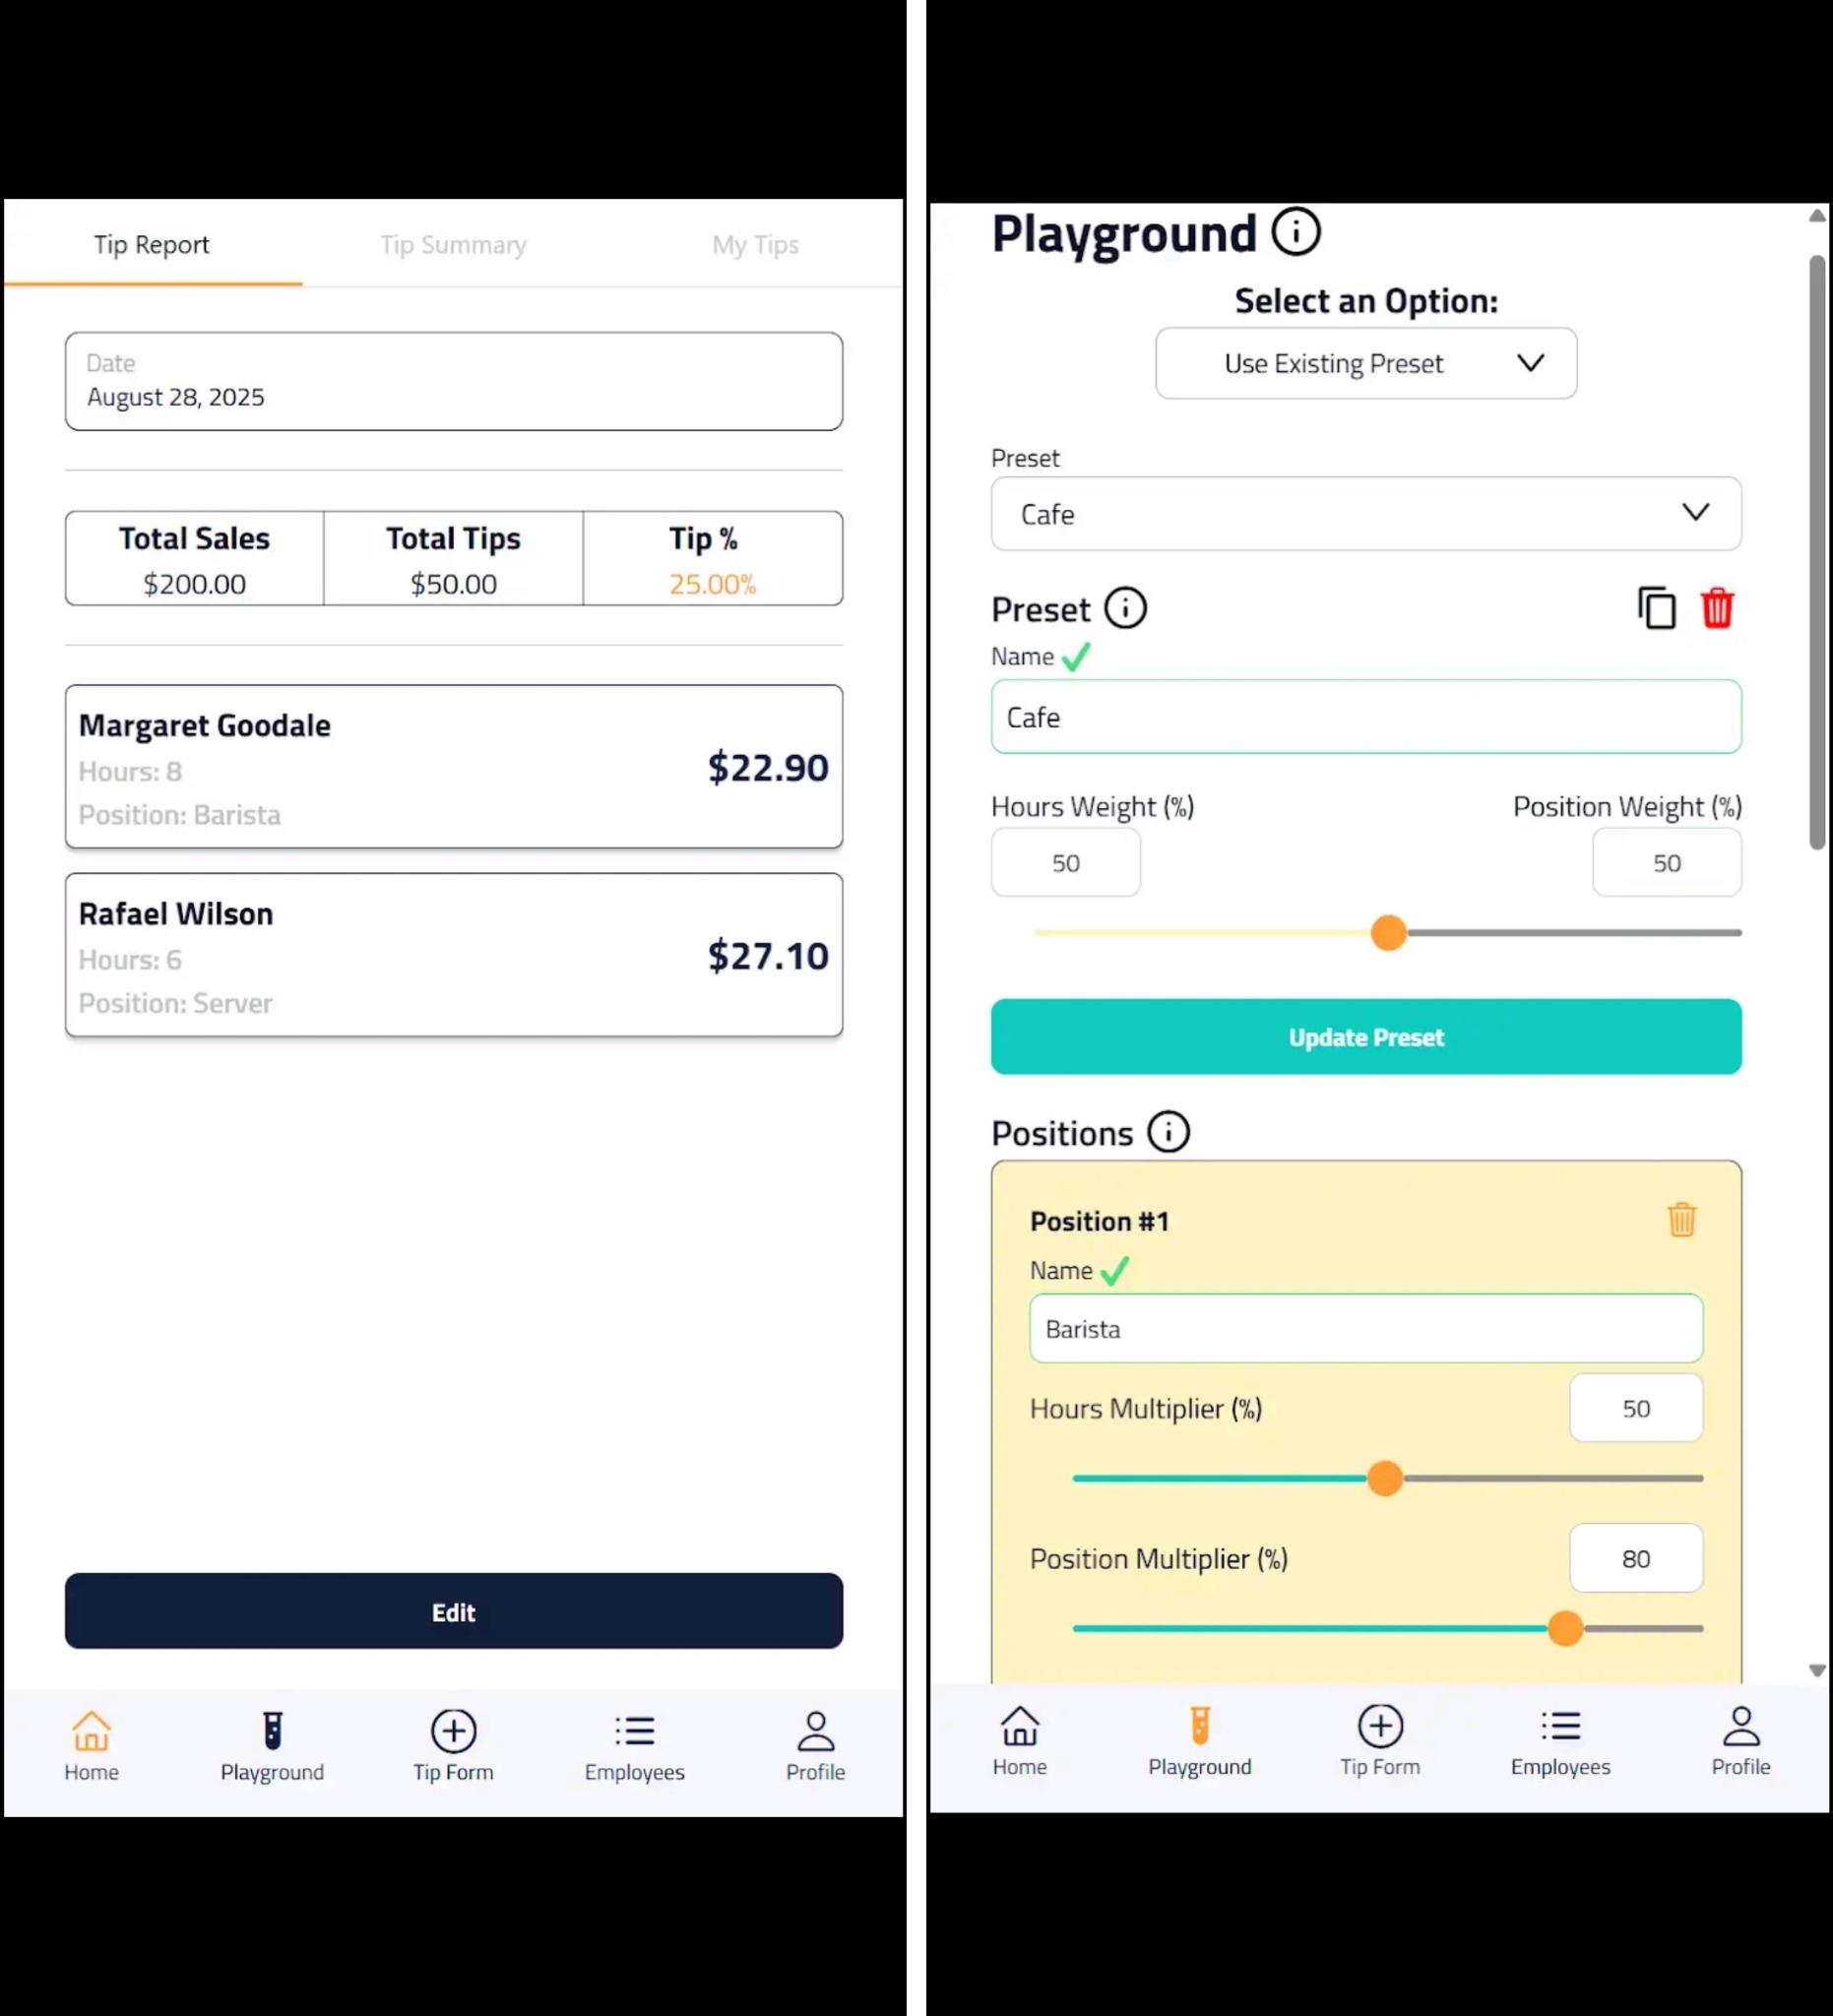 Tip Report Tip Summary My Tips
Date
August 28, 2025
Total Sales Total Tips Tip %
$200.00 $50.00 25.00%
Margaret Goodale
Hours: 8
$22.90
Position: Barista
Rafael Wilson
Hours: 6
$27.10
Position: Server
Edit
Home Playground Tip Form Employees Profile
Playground
Select an Option:
Use Existing Preset
Preset
Cafe
Preset
Name
Cafe
Hours Weight (%) Position Weight (%)
50 50
Update Preset
Positions
Position #1
Name
Barista
Hours Multiplier (%) 50
Position Multiplier (%) 80
Home Playground Tip Form Employees Profile